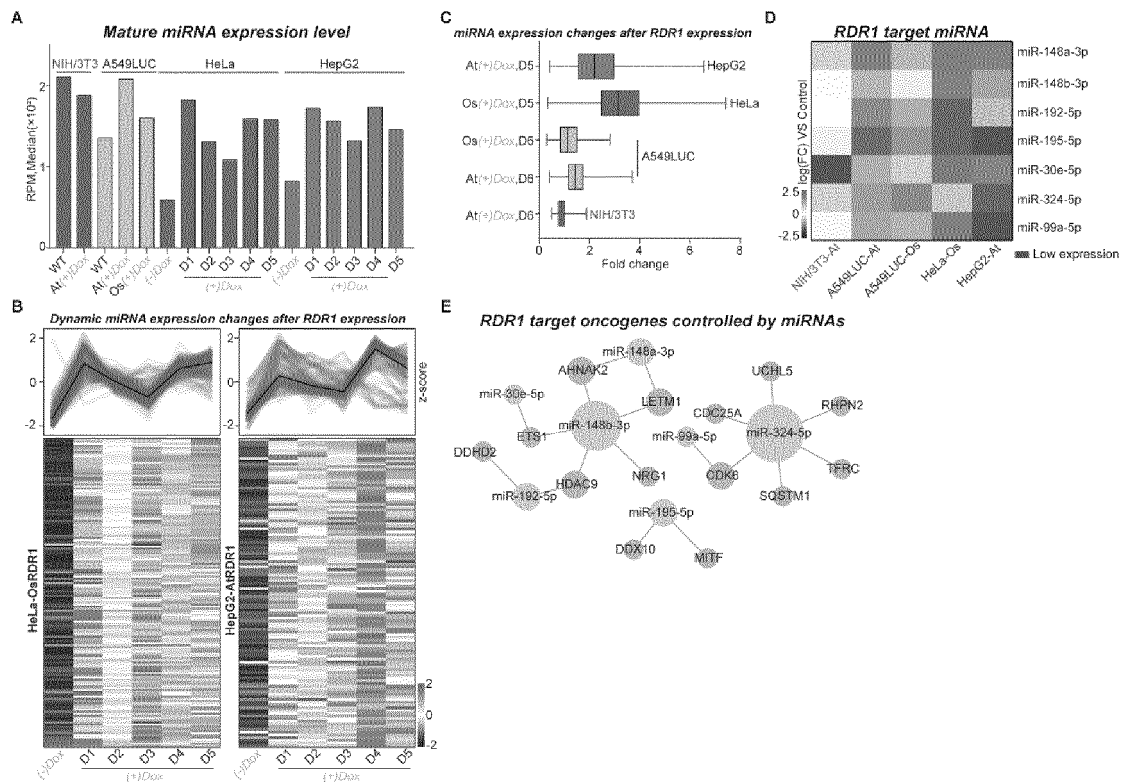 A
Mature miRNA expression level
NIH/3T3 A549LUC HeLa HepG2
RPM,Median(×10³)
2
1
0
WT
At(+)Dox
WT
At(+)Dox
Os(+)Dox
(-)Dox
D1
D2
D3
D4
D5
(-)Dox
D1
D2
D3
D4
D5
(+)Dox
(+)Dox
B
Dynamic miRNA expression changes after RDR1 expression
2
0
-2
2
0
-2
z-score
HeLa-OsRDR1
HepG2-AtRDR1
2
0
-2
(-)Dox
D1
D2
D3
D4
D5
(-)Dox
D1
D2
D3
D4
D5
(+)Dox
(+)Dox
C
miRNA expression changes after RDR1 expression
At(+)Dox,D5
HepG2
Os(+)Dox,D5
HeLa
Os(+)Dox,D6
A549LUC
At(+)Dox,D6
At(+)Dox,D6
NIH/3T3
0 2 4 6 8
Fold change
D
RDR1 target miRNA
log(FC) VS Control
2.5
0
-2.5
miR-148a-3p
miR-148b-3p
miR-192-5p
miR-195-5p
miR-30e-5p
miR-324-5p
miR-99a-5p
NIH/3T3-At
A549LUC-At
A549LUC-Os
HeLa-Os
HepG2-At
Low expression
E
RDR1 target oncogenes controlled by miRNAs
miR-148a-3p
AHNAK2
UCHL5
miR-30e-5p
LETM1
CDC25A
RHPN2
miR-148b-3p
miR-99a-5p
miR-324-5p
ETS1
DDHD2
HDAC9
NRG1
CDK6
TFRC
miR-192-5p
SQSTM1
miR-195-5p
DDX10
MITF